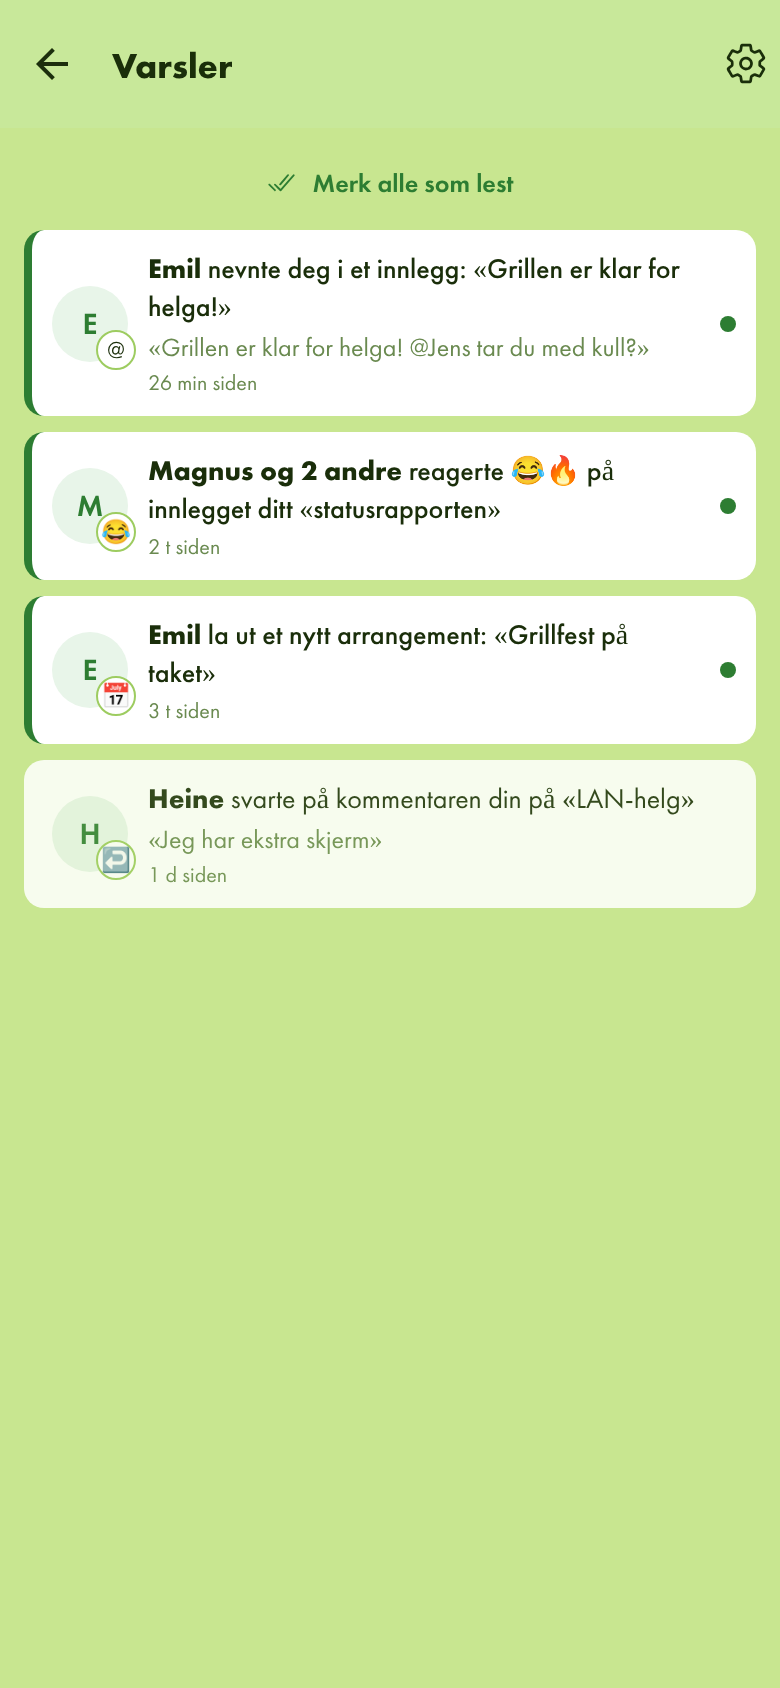 Varsler
Merk alle som lest
Emil nevnte deg i et innlegg: «Grillen er klar for
helga!»
E
@
«Grillen er klar for helga! @Jens tar du med kull?»
26 min siden
Magnus og 2 andre reagerte 😂🔥 på
M
innlegget ditt «statusrapporten»
😂
2 t siden
Emil la ut et nytt arrangement: «Grillfest på
E
taket»
July 17
3 t siden
Heine svarte på kommentaren din på «LAN-helg»
H
«Jeg har ekstra skjerm»
↩️
1 d siden